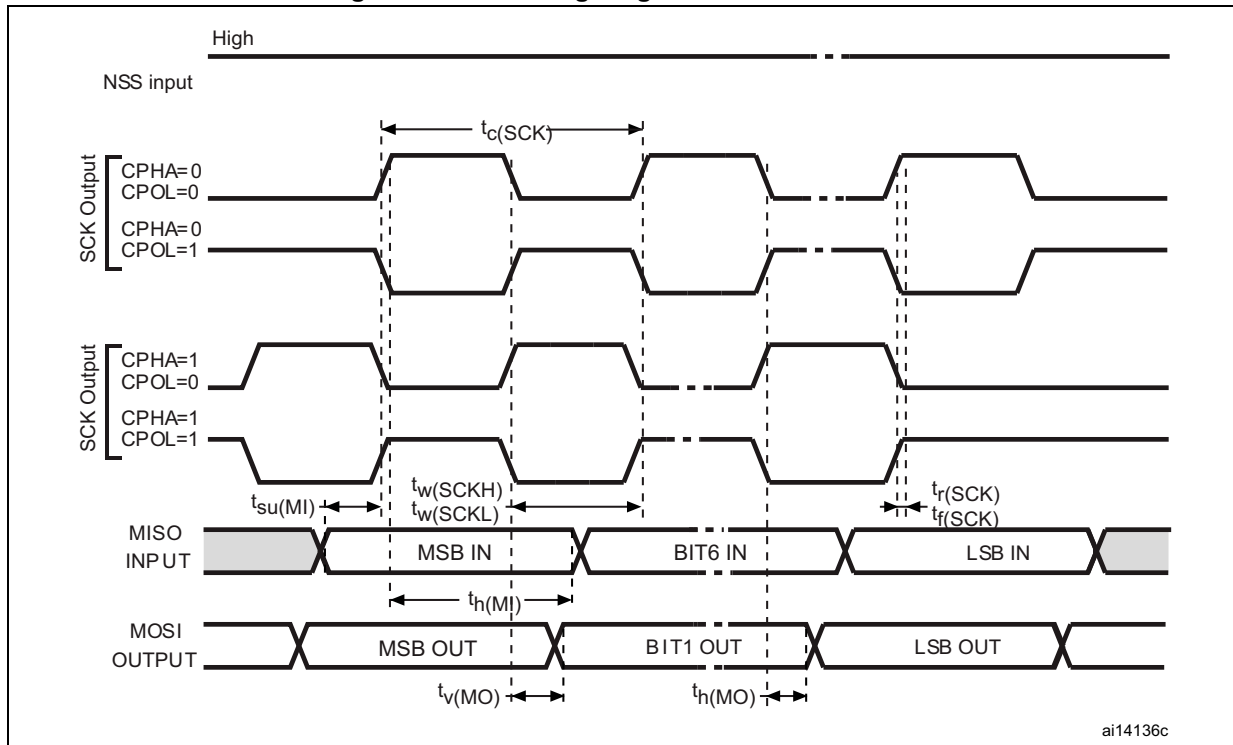 High
NSS input
tc(SCK)
SCK Output
CPHA=0
CPOL=0
CPHA=0
CPOL=1
SCK Output
CPHA=1
CPOL=0
CPHA=1
CPOL=1
tsu(MI)
tw(SCKH)
tw(SCKL)
tr(SCK)
tf(SCK)
MISO
INPUT
MSB IN
BIT6 IN
LSB IN
th(MI)
MOSI
OUTPUT
MSB OUT
BIT1 OUT
LSB OUT
tv(MO)
th(MO)
ai14136c